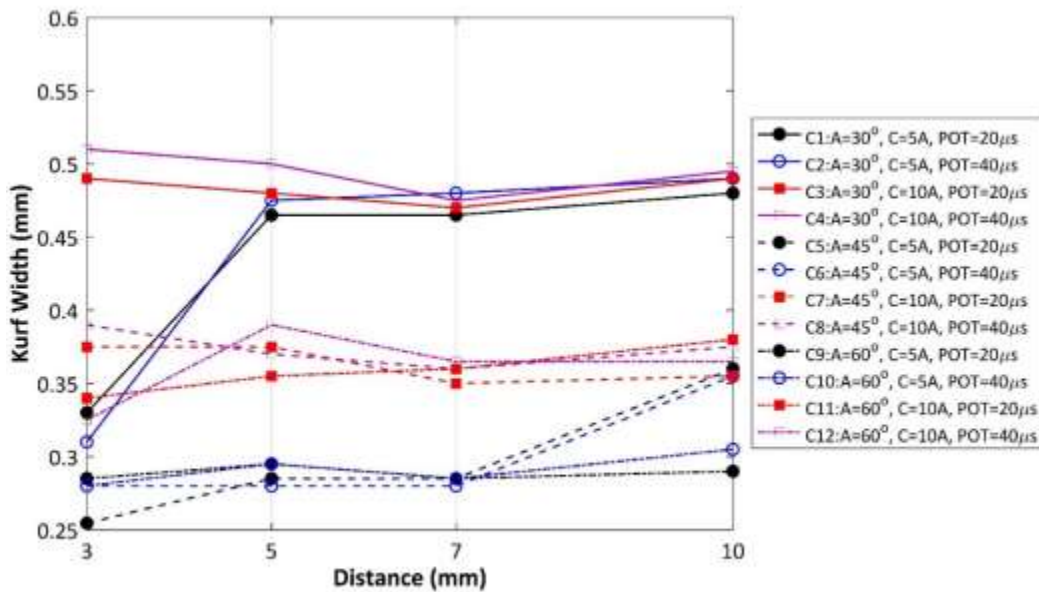 0.6
0.55
0.5
0.45
0.4
0.35
0.3
0.25
Kurf Width (mm)
3 5 7 10
Distance (mm)
C1:A=30°, C=5A, POT=20μs
C2:A=30°, C=5A, POT=40μs
C3:A=30°, C=10A, POT=20μs
C4:A=30°, C=10A, POT=40μs
C5:A=45°, C=5A, POT=20μs
C6:A=45°, C=5A, POT=40μs
C7:A=45°, C=10A, POT=20μs
C8:A=45°, C=10A, POT=40μs
C9:A=60°, C=5A, POT=20μs
C10:A=60°, C=5A, POT=40μs
C11:A=60°, C=10A, POT=20μs
C12:A=60°, C=10A, POT=40μs